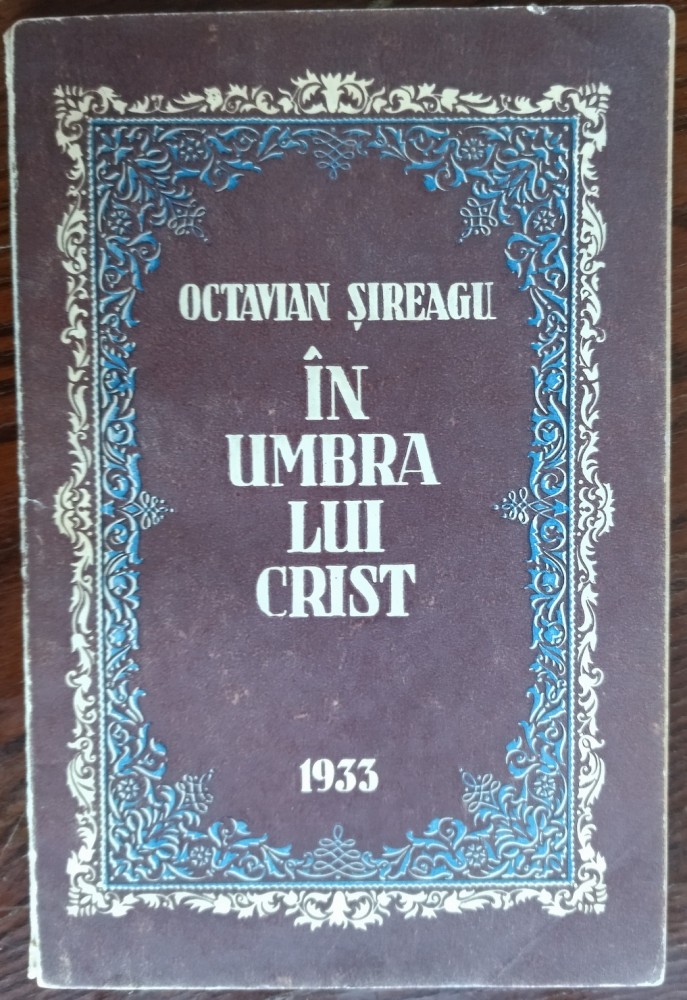 OCTAVIAN ȘIREAGU
ÎN
UMBRA
LUI
CRIST
1933